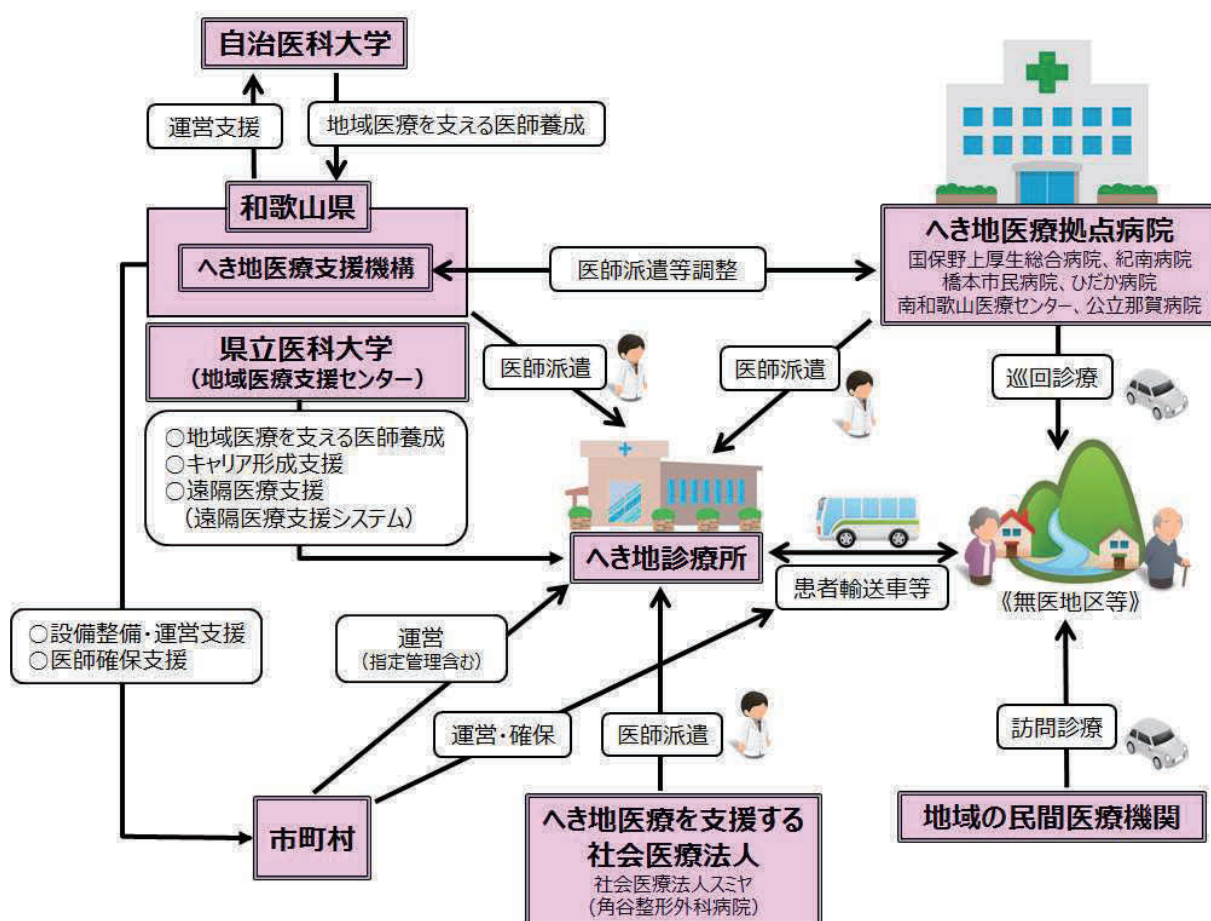 自治医科大学
運営支援
地域医療を支える医師養成
和歌山県
へき地医療支援機構
医師派遣等調整
へき地医療拠点病院
国保野上厚生総合病院、紀南病院
橋本市民病院、ひだか病院
南和歌山医療センター、公立那賀病院
県立医科大学
(地域医療支援センター)
医師派遣
医師派遣
巡回診療
○地域医療を支える医師養成
○キャリア形成支援
○遠隔医療支援
(遠隔医療支援システム)
へき地診療所
患者輸送車等
《無医地区等》
○設備整備・運営支援
○医師確保支援
運営
(指定管理含む)
運営・確保
医師派遣
訪問診療
市町村
へき地医療を支援する
社会医療法人
社会医療法人スミヤ
(角谷整形外科病院)
地域の民間医療機関